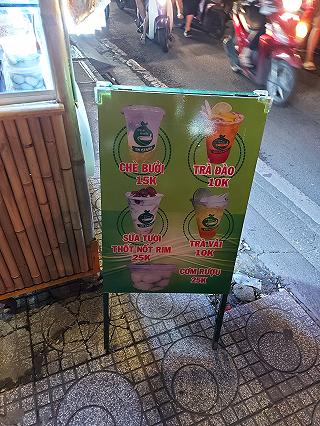 CHÈ BƯỞI
15K
TRÀ ĐÀO
10K
SỮA TƯƠI
THỐT NỐT RIM
25K
TRÀ VẢI
10K
CƠM RƯỢU
25K